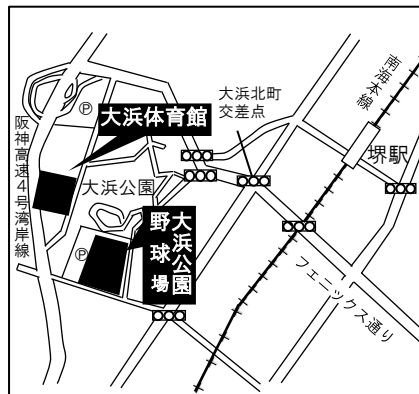 南海本線
大浜北町
交差点
Ⓟ
大浜体育館
堺駅
阪神高速4号湾岸線
大浜公園
大浜公園
野球場
Ⓟ
フェニックス通り